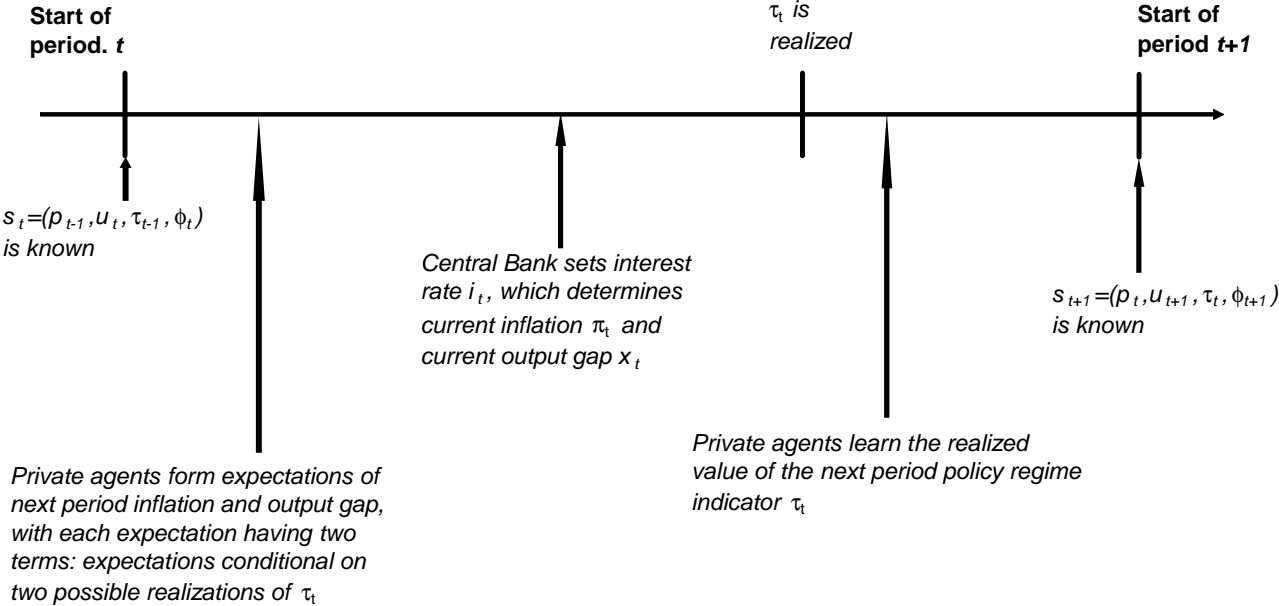 Start of
period. t
τt is
realized
Start of
period t+1
st=(pt-1,ut,τt-1,ϕt)
is known
Central Bank sets interest
rate it, which determines
current inflation πt and
current output gap xt
st+1=(pt,ut+1,τt,ϕt+1)
is known
Private agents form expectations of
next period inflation and output gap,
with each expectation having two
terms: expectations conditional on
two possible realizations of τt
Private agents learn the realized
value of the next period policy regime
indicator τt